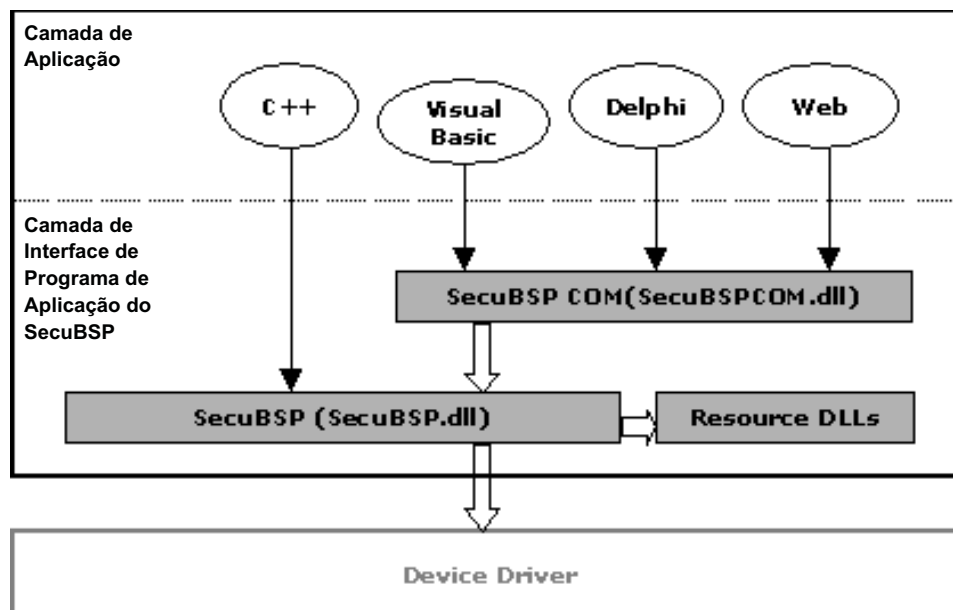 Camada de
Aplicação
C++
Visual
Basic
Delphi
Web
Camada de
Interface de
Programa de
Aplicação do
SecuBSP
SecuBSP COM(SecuBSPCOM.dll)
SecuBSP (SecuBSP.dll)
Resource DLLs
Device Driver